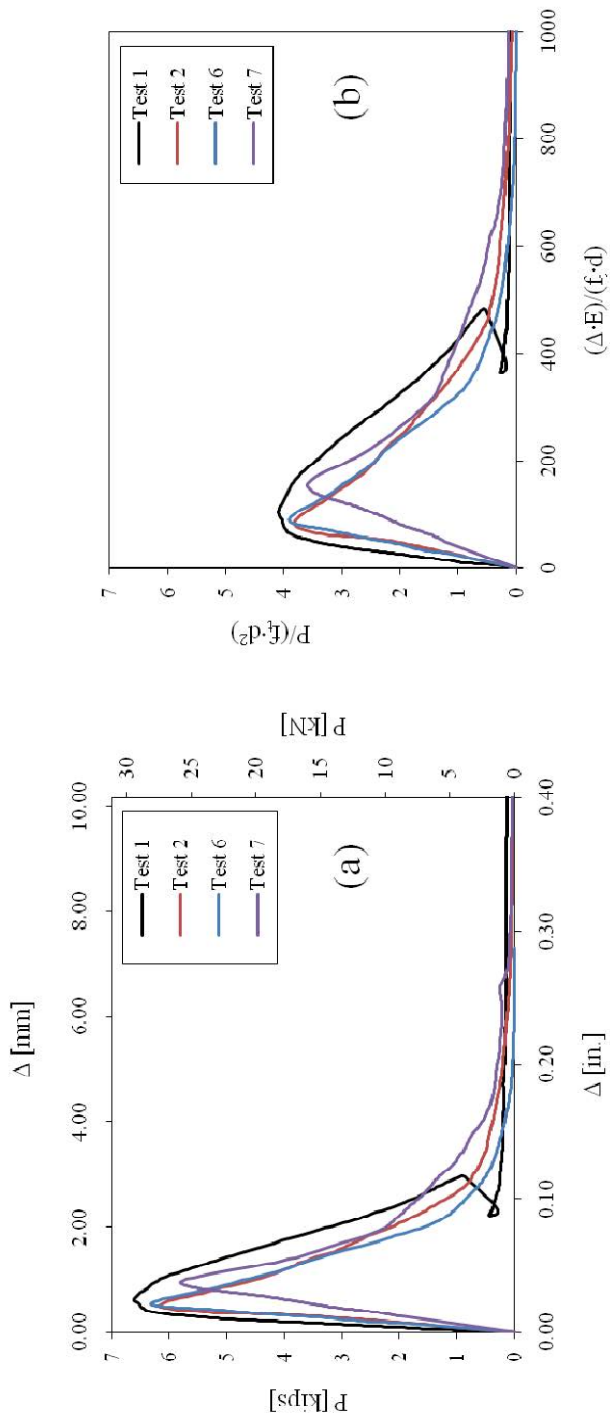 Δ [mm]
0.00 2.00 4.00 6.00 8.00 10.00
P [kips]
7
6
5
4
3
2
1
0
Test 1
Test 2
Test 6
Test 7
(a)
30
25
20
15
10
5
0
P [kN]
0.00 0.10 0.20 0.30 0.40
Δ [in.]
P/(fₜ·d²)
7
6
5
4
3
2
1
0
Test 1
Test 2
Test 6
Test 7
(b)
0 200 400 600 800 1000
(Δ·E)/(fₜ·d)